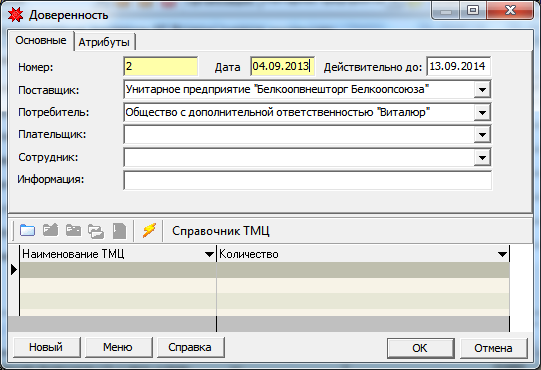 Доверенность
Основные Атрибуты
Номер: 2 Дата 04.09.2013 Действительно до: 13.09.2014
Поставщик: Унитарное предприятие "Белкоопвнешторг Белкоопсоюза"
Потребитель: Общество с дополнительной ответственностью "Виталюр"
Плательщик:
Сотрудник:
Информация:
Справочник ТМЦ
Наименование ТМЦ Количество
Новый Меню Справка OK Отмена